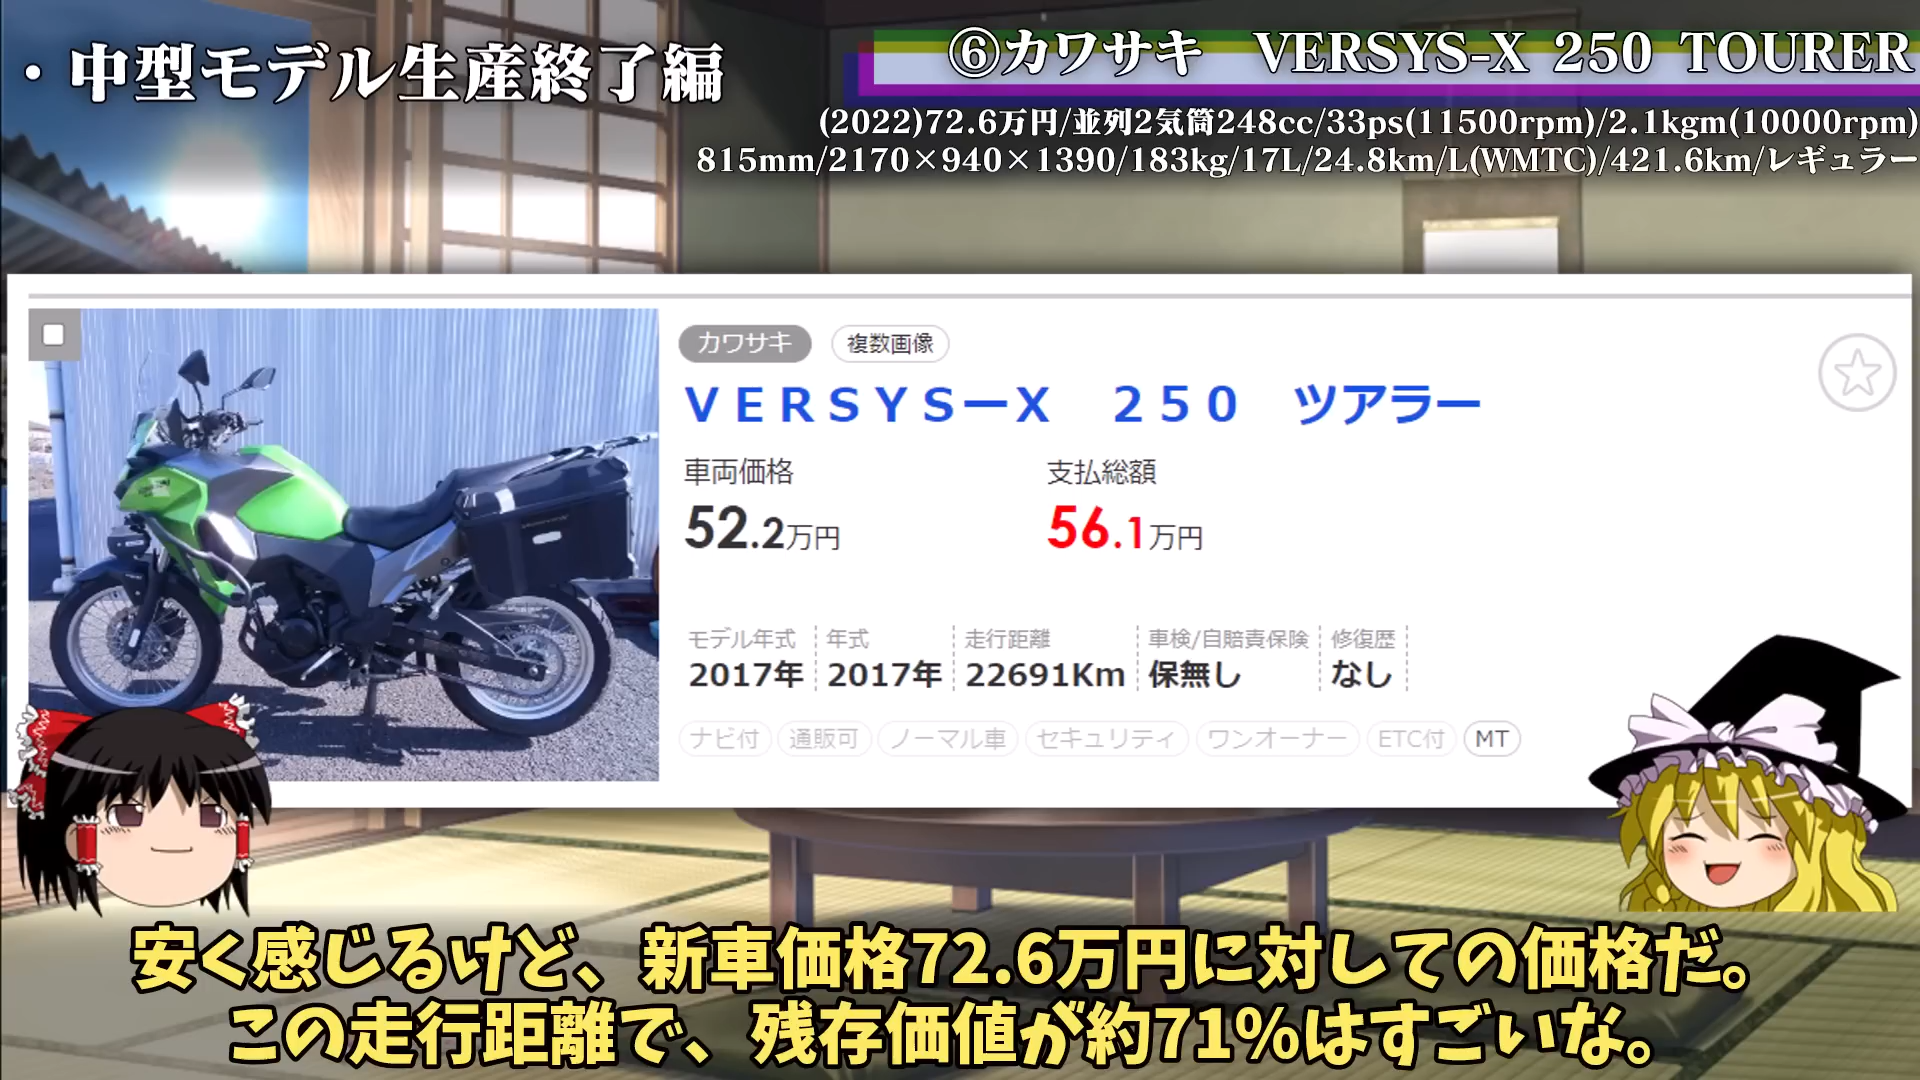 ・中型モデル生産終了編
⑥カワサキ　VERSYS-X 250 TOURER
(2022)72.6万円/並列2気筒248cc/33ps(11500rpm)/2.1kgm(10000rpm)
815mm/2170×940×1390/183kg/17L/24.8km/L(WMTC)/421.6km/レギュラー
カワサキ 複数画像
ＶＥＲＳＹＳーＸ　２５０　ツアラー
車両価格 支払総額
52.2万円 56.1万円
モデル年式 年式 走行距離 車検/自賠責保険 修復歴
2017年 2017年 22691Km 保無し なし
ナビ付 通販可 ノーマル車 セキュリティ ワンオーナー ETC付 MT
安く感じるけど、新車価格72.6万円に対しての価格だ。
この走行距離で、残存価値が約71%はすごいな。